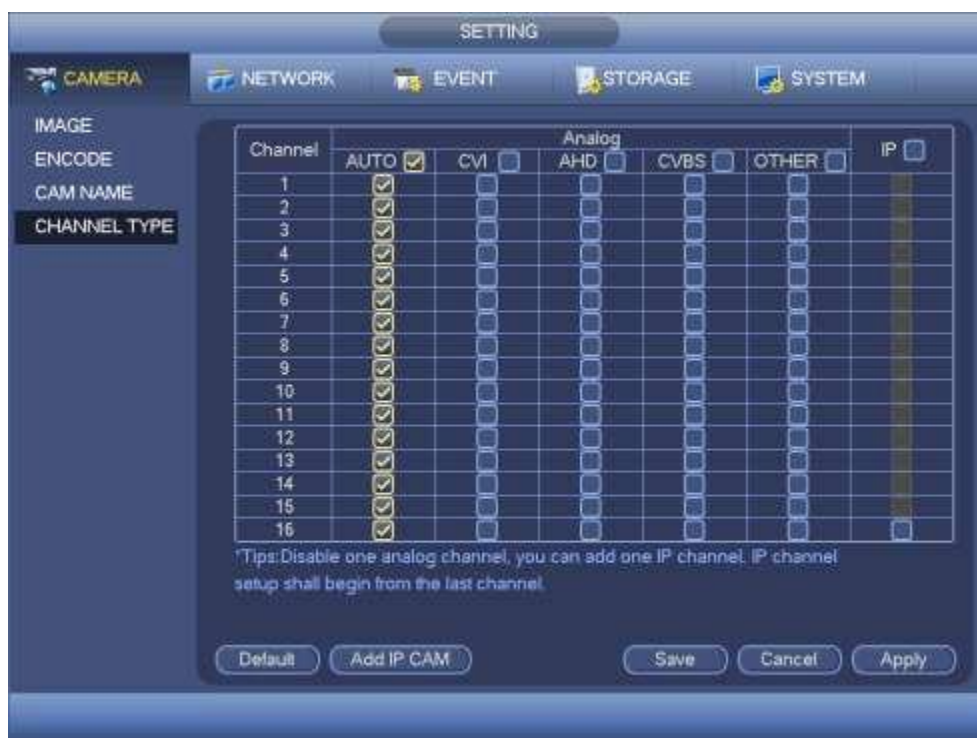 SETTING
CAMERA NETWORK EVENT STORAGE SYSTEM
IMAGE
ENCODE
CAM NAME
CHANNEL TYPE
Channel Analog IP
AUTO CVI AHD CVBS OTHER
1
2
3
4
5
6
7
8
9
10
11
12
13
14
15
16
*Tips:Disable one analog channel, you can add one IP channel. IP channel
setup shall begin from the last channel.
Default Add IP CAM Save Cancel Apply